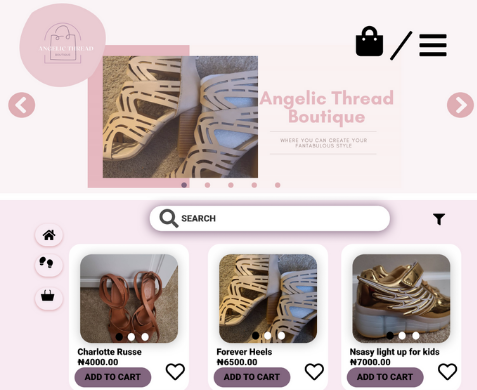 ANGELIC THREAD
BOUTIQUE
Angelic Thread
Boutique
WHERE YOU CAN CREATE YOUR
FANTABULOUS STYLE
SEARCH
Charlotte Russe
₦4000.00
ADD TO CART
Forever Heels
₦6500.00
ADD TO CART
Nsasy light up for kids
₦7000.00
ADD TO CART